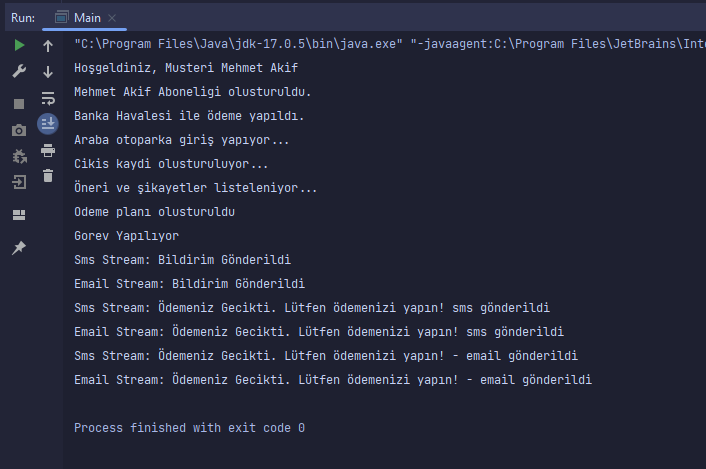 Run: Main
"C:\Program Files\Java\jdk-17.0.5\bin\java.exe" "-javaagent:C:\Program Files\JetBrains\Inte
Hoşgeldiniz, Musteri Mehmet Akif
Mehmet Akif Aboneligi olusturuldu.
Banka Havalesi ile ödeme yapıldı.
Araba otoparka giriş yapıyor...
Cikis kaydi olusturuluyor...
Öneri ve şikayetler listeleniyor...
Odeme planı olusturuldu
Gorev Yapılıyor
Sms Stream: Bildirim Gönderildi
Email Stream: Bildirim Gönderildi
Sms Stream: Ödemeniz Gecikti. Lütfen ödemenizi yapın! sms gönderildi
Email Stream: Ödemeniz Gecikti. Lütfen ödemenizi yapın! sms gönderildi
Sms Stream: Ödemeniz Gecikti. Lütfen ödemenizi yapın! - email gönderildi
Email Stream: Ödemeniz Gecikti. Lütfen ödemenizi yapın! - email gönderildi
Process finished with exit code 0